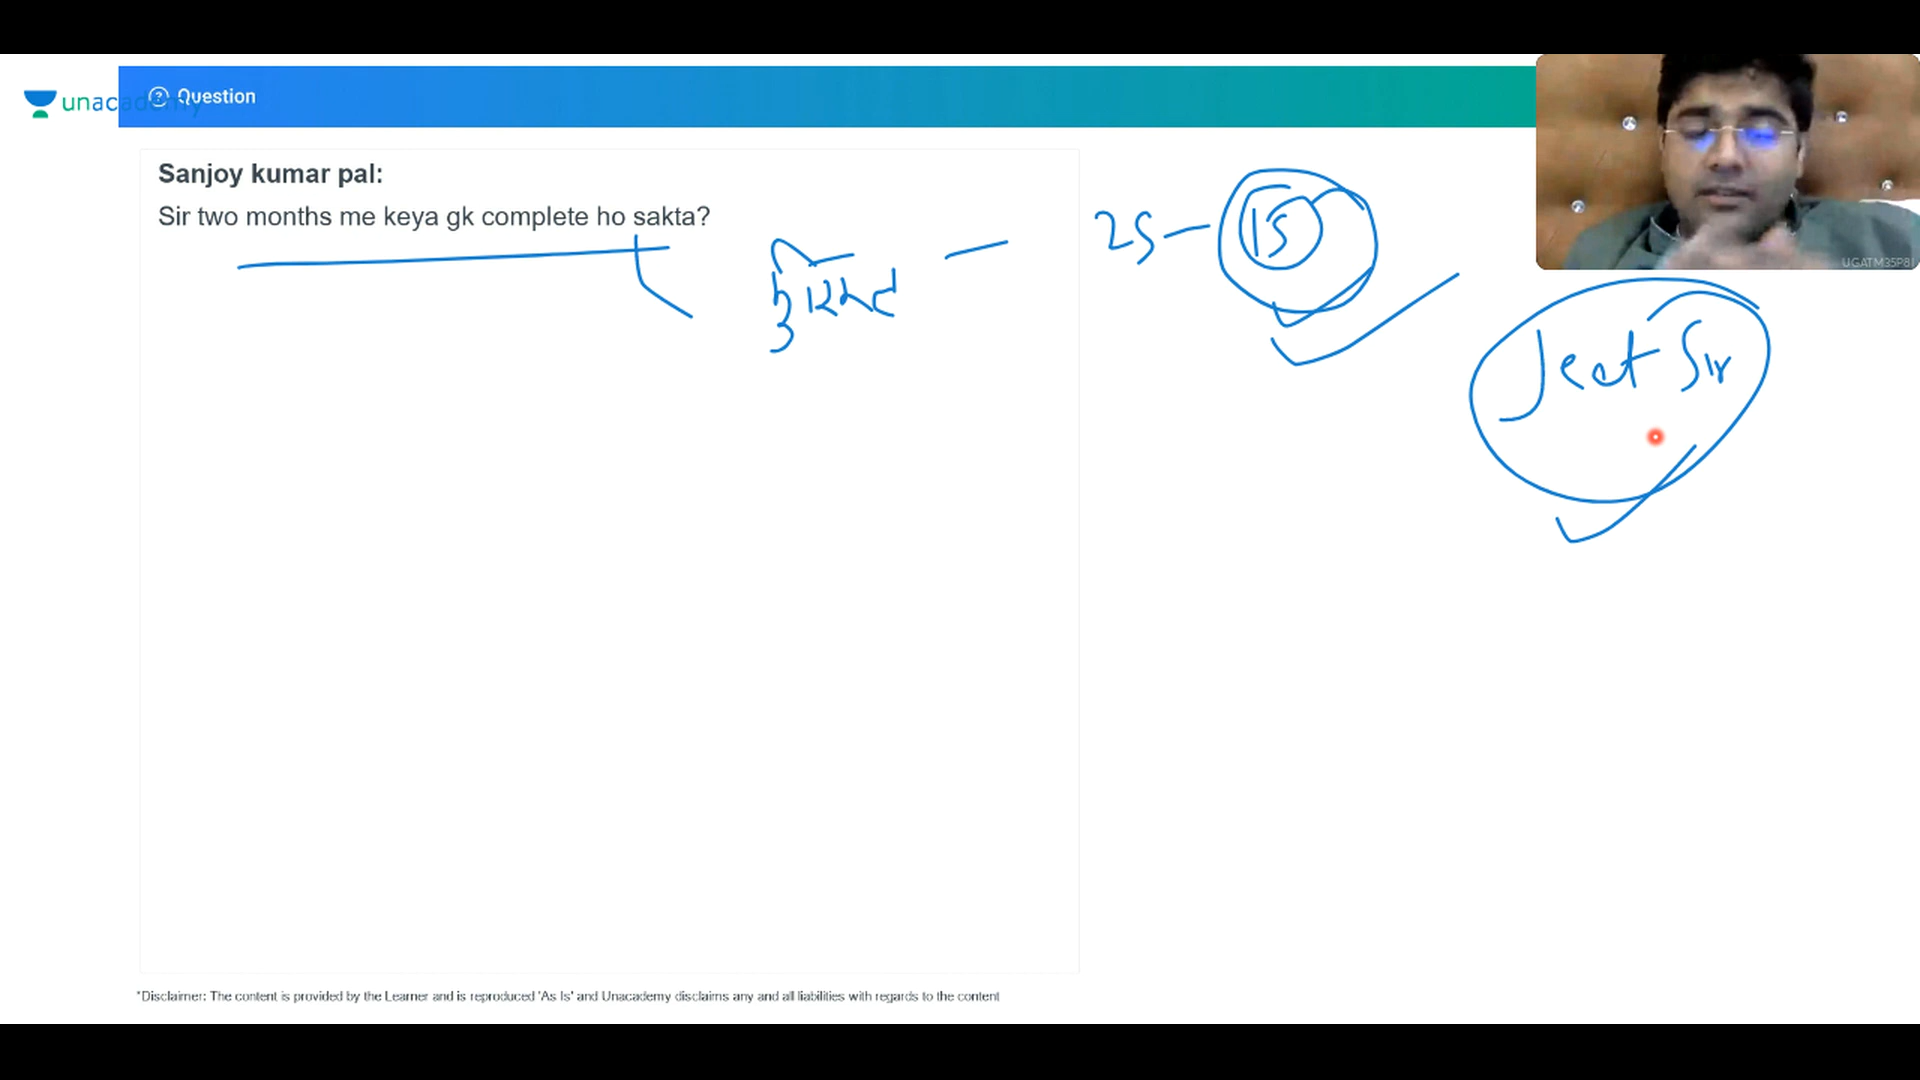 unacademy
Question
Sanjoy kumar pal:
Sir two months me keya gk complete ho sakta?
25 - 15
Jeet Sir
UGATM35P8I
*Disclaimer: The content is provided by the Learner and is reproduced 'As Is' and Unacademy disclaims any and all liabilities with regards to the content